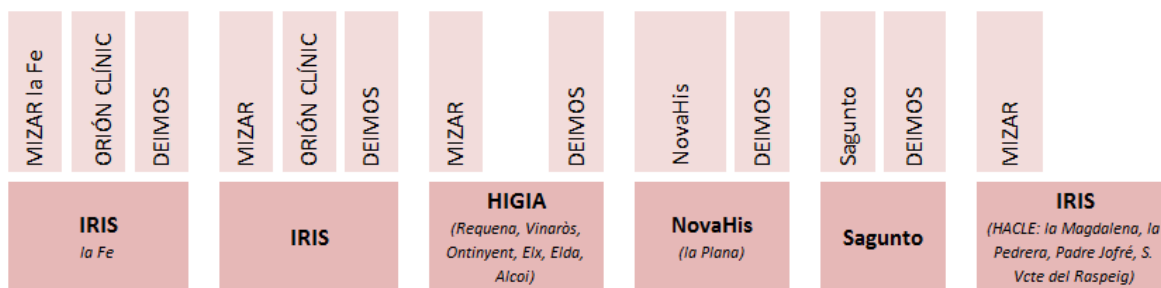 MIZAR la Fe
ORIÓN CLÍNIC
DEIMOS
MIZAR
ORIÓN CLÍNIC
DEIMOS
MIZAR
DEIMOS
NovaHis
DEIMOS
Sagunto
DEIMOS
MIZAR
IRIS
la Fe
IRIS
HIGIA
(Requena, Vinaròs,
Ontinyent, Elx, Elda,
Alcoi)
NovaHis
(la Plana)
Sagunto
IRIS
(HACLE: la Magdalena, la
Pedrera, Padre Jofré, S.
Vcte del Raspeig)